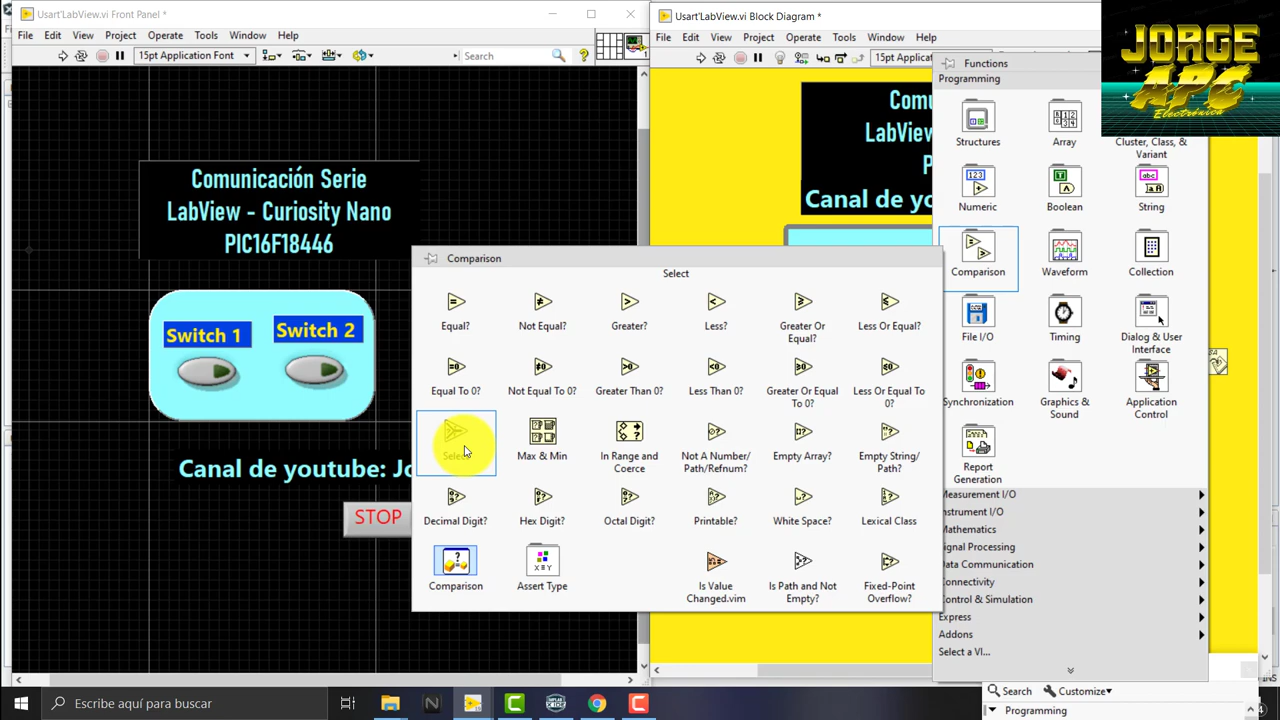 Usart'LabView.vi Front Panel *
File Edit View Project Operate Tools Window Help
15pt Application Font
Search
Comunicación Serie
LabView - Curiosity Nano
PIC16F18446
Switch 1
Switch 2
Canal de youtube: Jo
STOP
Usart'LabView.vi Block Diagram *
File Edit View Project Operate Tools Window Help
15pt Applicat
Comu
LabView
P
Canal de yo
JORGE
APC
Electrónica
Functions
Programming
Structures
Array
Cluster, Class, &
Variant
Numeric
Boolean
String
Comparison
Waveform
Collection
File I/O
Timing
Dialog & User
Interface
Synchronization
Graphics &
Sound
Application
Control
Report
Generation
Measurement I/O
Instrument I/O
Mathematics
Signal Processing
Data Communication
Connectivity
Control & Simulation
Express
Addons
Select a VI...
Comparison
Select
Equal?
Not Equal?
Greater?
Less?
Greater Or
Equal?
Less Or Equal?
Equal To 0?
Not Equal To 0?
Greater Than 0?
Less Than 0?
Greater Or Equal
To 0?
Less Or Equal To
0?
Select
Max & Min
In Range and
Coerce
Not A Number/
Path/Refnum?
Empty Array?
Empty String/
Path?
Decimal Digit?
Hex Digit?
Octal Digit?
Printable?
White Space?
Lexical Class
Comparison
Assert Type
Is Value
Changed.vim
Is Path and Not
Empty?
Fixed-Point
Overflow?
Escribe aquí para buscar
Search
Customize
Programming